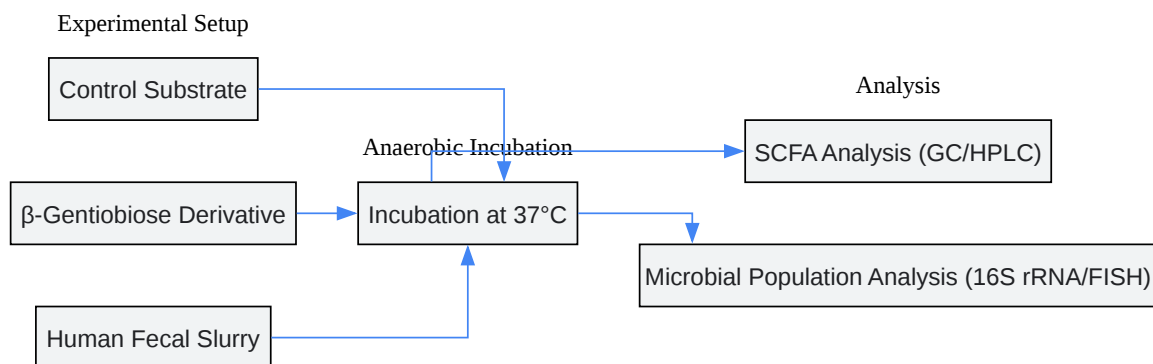 Experimental Setup
Control Substrate
β-Gentiobiose Derivative
Human Fecal Slurry
Anaerobic Incubation
Incubation at 37°C
Analysis
SCFA Analysis (GC/HPLC)
Microbial Population Analysis (16S rRNA/FISH)